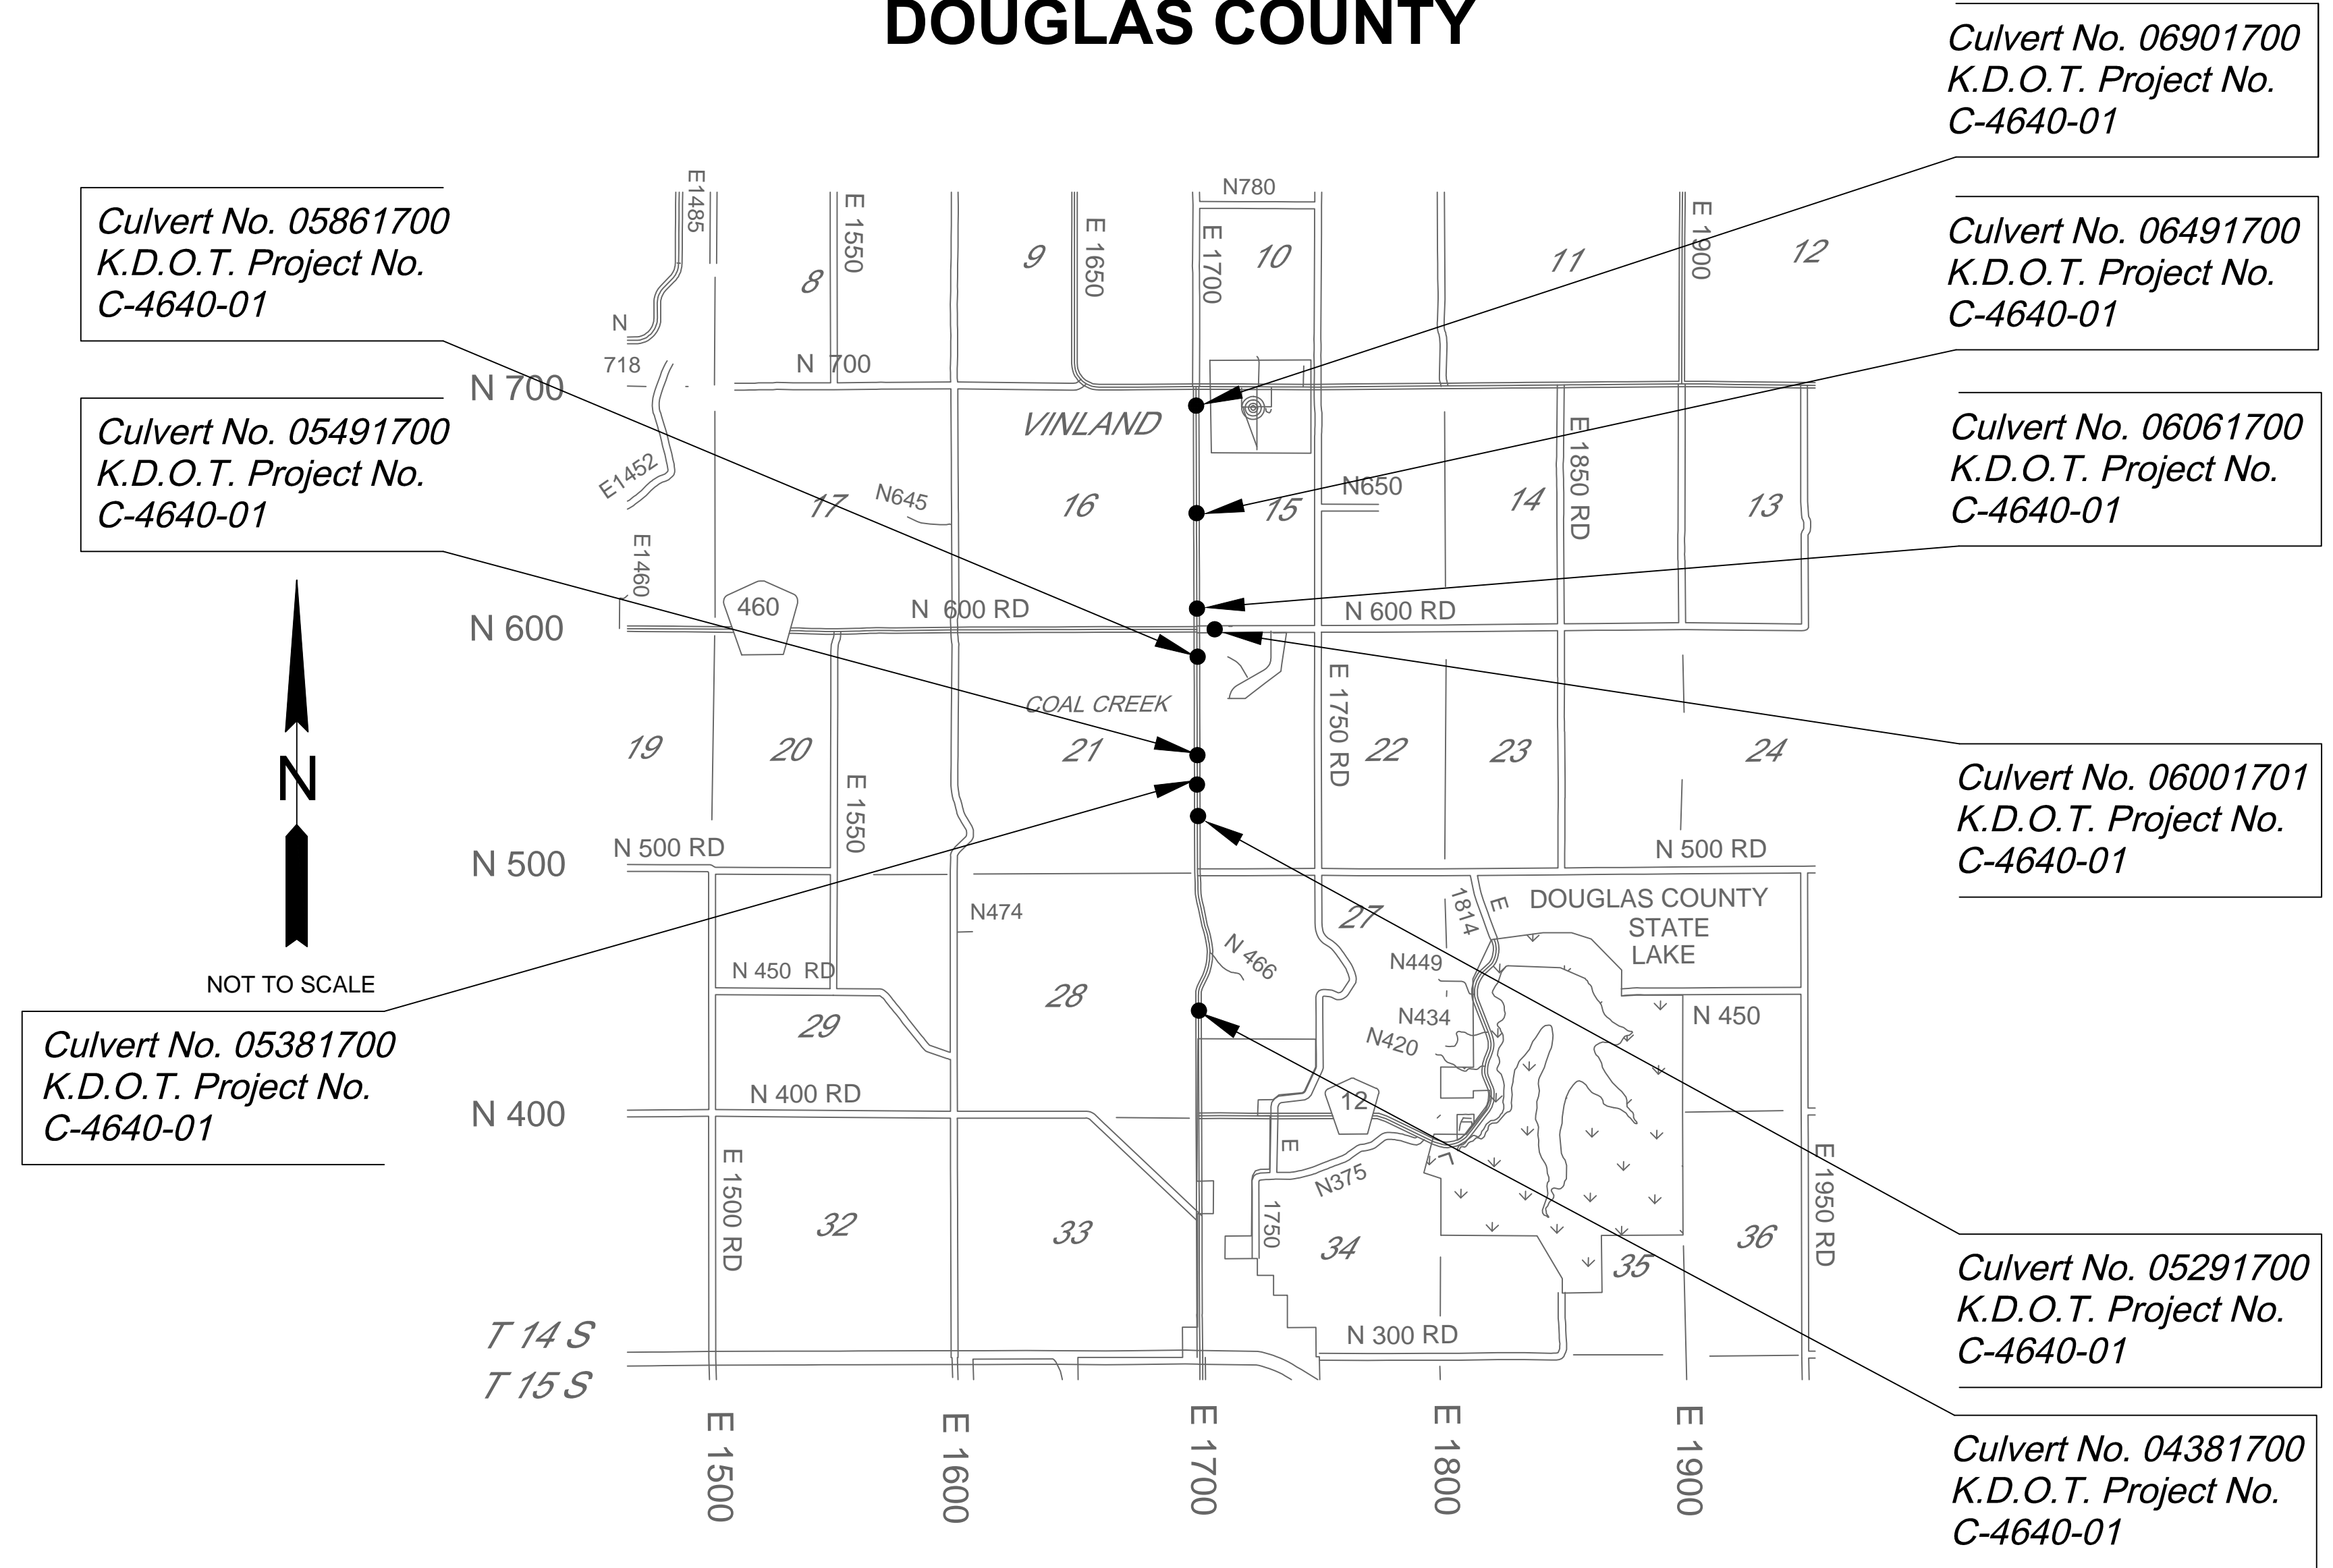 DOUGLAS COUNTY
Culvert No. 06901700
K.D.O.T. Project No.
C-4640-01
Culvert No. 05861700
K.D.O.T. Project No.
C-4640-01
Culvert No. 06491700
K.D.O.T. Project No.
C-4640-01
Culvert No. 05491700
K.D.O.T. Project No.
C-4640-01
Culvert No. 06061700
K.D.O.T. Project No.
C-4640-01
Culvert No. 06001701
K.D.O.T. Project No.
C-4640-01
Culvert No. 05381700
K.D.O.T. Project No.
C-4640-01
Culvert No. 05291700
K.D.O.T. Project No.
C-4640-01
Culvert No. 04381700
K.D.O.T. Project No.
C-4640-01
N
NOT TO SCALE
E1485
E 1550
E 1650
E 1700
N780
E 1900
8
9
10
11
12
N
718
N 700
N 700
VINLAND
E1452
17
N645
16
15
N650
14
E 1850 RD
13
E1460
460
N 600
N 600 RD
N 600 RD
COAL CREEK
19
20
E 1550
21
E 1750 RD
22
23
24
N 500
N 500 RD
N 500 RD
N474
N 466
27
1814
E
DOUGLAS COUNTY
STATE
LAKE
N 450 RD
N449
28
29
N434
N420
N 450
N 400
N 400 RD
12
E
1750
N375
E 1500 RD
32
33
34
35
36
E 1950 RD
T 14 S
T 15 S
N 300 RD
E 1500
E 1600
E 1700
E 1800
E 1900